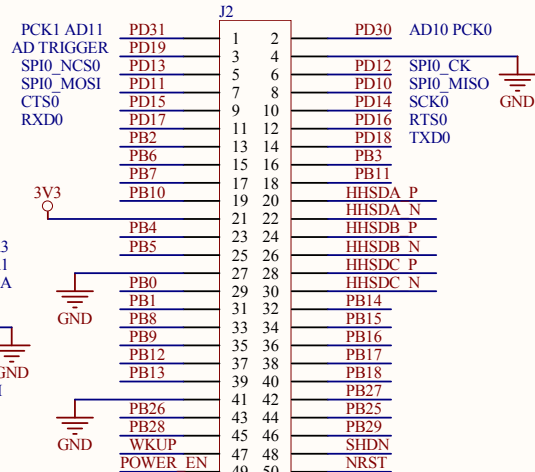 J2
PCK1 AD11 PD31 1 2 PD30 AD10 PCK0
AD TRIGGER PD19 3 4
SPI0_NCS0 PD13 5 6 PD12 SPI0_CK
SPI0_MOSI PD11 7 8 PD10 SPI0_MISO
CTS0 PD15 9 10 PD14 SCK0 GND
RXD0 PD17 11 12 PD16 RTS0
PB2 13 14 PD18 TXD0
PB6 15 16 PB3
PB7 17 18 PB11
3V3 PB10 19 20 HHSDA_P
21 22 HHSDA_N
PB4 23 24 HHSDB_P
3 PB5 25 26 HHSDB_N
1 27 28 HHSDC_P
A PB0 29 30 HHSDC_N
GND PB1 31 32 PB14
PB8 33 34 PB15
PB9 35 36 PB16
GND PB12 37 38 PB17
PB13 39 40 PB18
41 42 PB27
PB26 43 44 PB25
GND PB28 45 46 PB29
WKUP 47 48 SHDN
POWER_EN 49 50 NRST